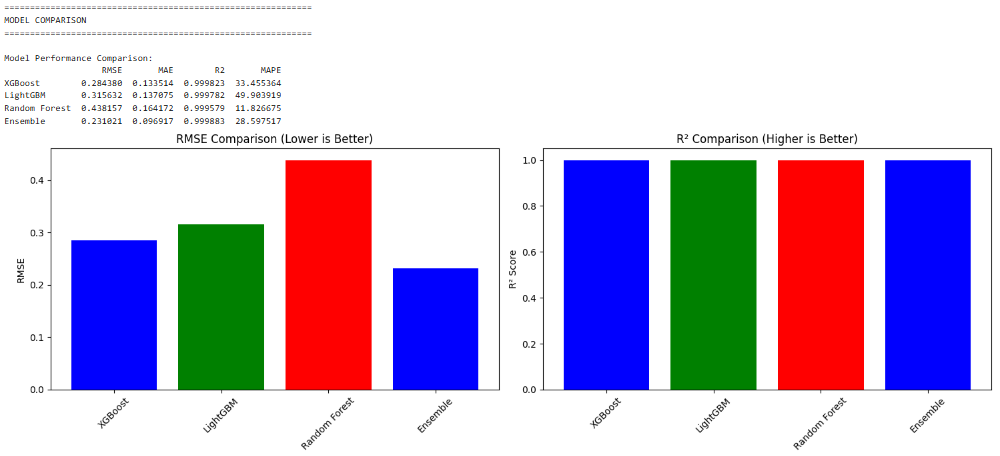 ============================================================
MODEL COMPARISON
============================================================
Model Performance Comparison:
RMSE MAE R2 MAPE
XGBoost 0.284380 0.133514 0.999823 33.455364
LightGBM 0.315632 0.137075 0.999782 49.903919
Random Forest 0.438157 0.164172 0.999579 11.826675
Ensemble 0.231021 0.096917 0.999883 28.597517
RMSE Comparison (Lower is Better)
RMSE
0.4
0.3
0.2
0.1
0.0
XGBoost
LightGBM
Random Forest
Ensemble
R² Comparison (Higher is Better)
R² Score
1.0
0.8
0.6
0.4
0.2
0.0
XGBoost
LightGBM
Random Forest
Ensemble